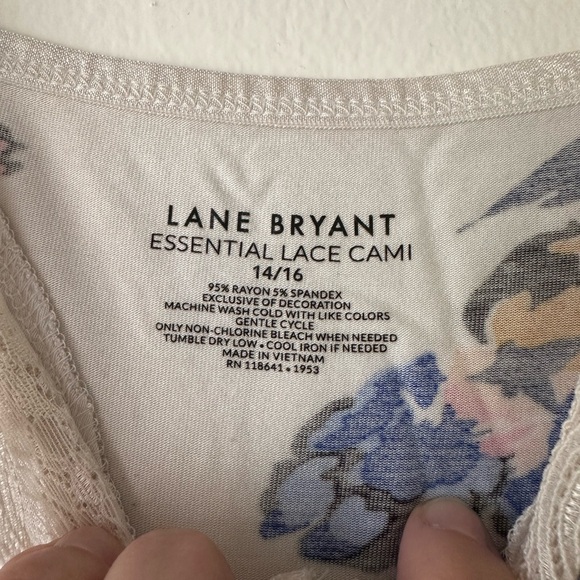 LANE BRYANT
ESSENTIAL LACE CAMI
14/16
95% RAYON 5% SPANDEX
EXCLUSIVE OF DECORATION
MACHINE WASH COLD WITH LIKE COLORS
GENTLE CYCLE
ONLY NON-CHLORINE BLEACH WHEN NEEDED
TUMBLE DRY LOW • COOL IRON IF NEEDED
MADE IN VIETNAM
RN 118641 • 1953